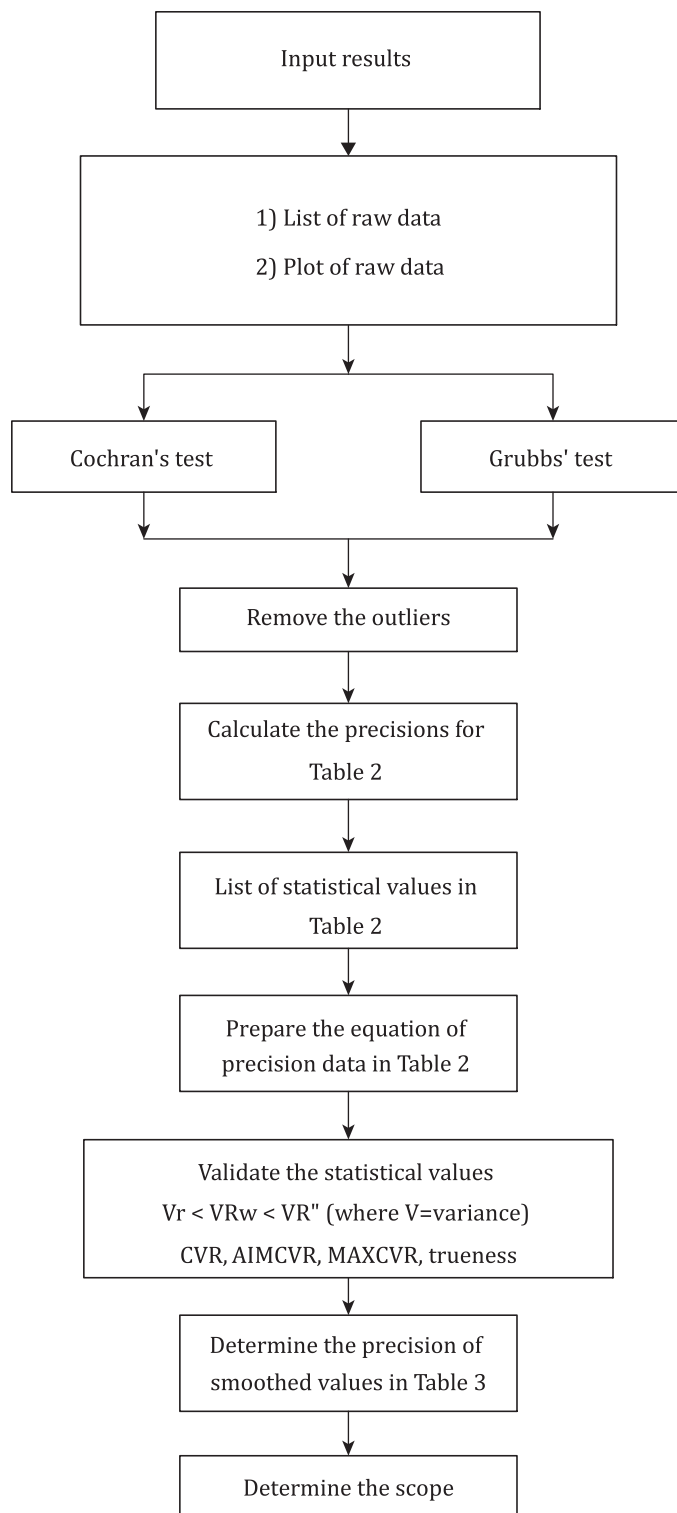 Input results
1) List of raw data
2) Plot of raw data
Cochran's test
Grubbs' test
Remove the outliers
Calculate the precisions for
Table 2
List of statistical values in
Table 2
Prepare the equation of
precision data in Table 2
Validate the statistical values
Vr < VRw < VR" (where V=variance)
CVR, AIMCVR, MAXCVR, trueness
Determine the precision of
smoothed values in Table 3
Determine the scope